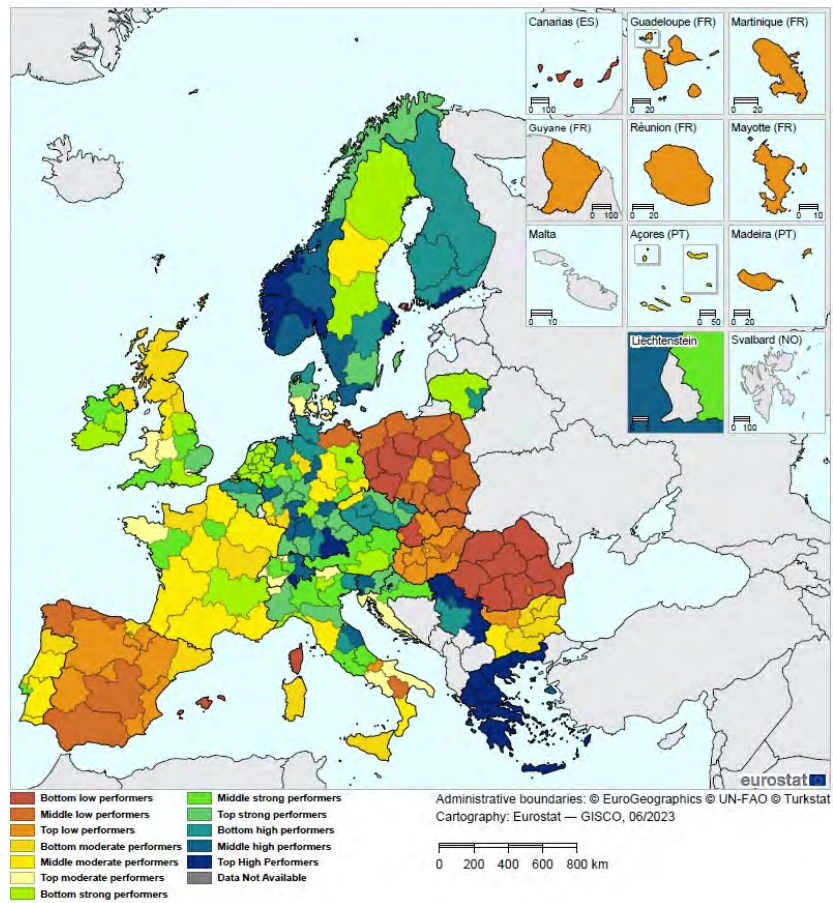 Canarias (ES)
0 100
Guadeloupe (FR)
0 20
Martinique (FR)
0 20
Guyane (FR)
0 100
Réunion (FR)
0 20
Mayotte (FR)
0 10
Malta
0 10
Açores (PT)
0 50
Madeira (PT)
0 20
Liechtenstein
Svalbard (NO)
0 100
eurostat
Bottom low performers
Middle low performers
Top low performers
Bottom moderate performers
Middle moderate performers
Top moderate performers
Bottom strong performers
Middle strong performers
Top strong performers
Bottom high performers
Middle high performers
Top High Performers
Data Not Available
Administrative boundaries: © EuroGeographics © UN-FAO © Turkstat
Cartography: Eurostat — GISCO, 06/2023
0 200 400 600 800 km